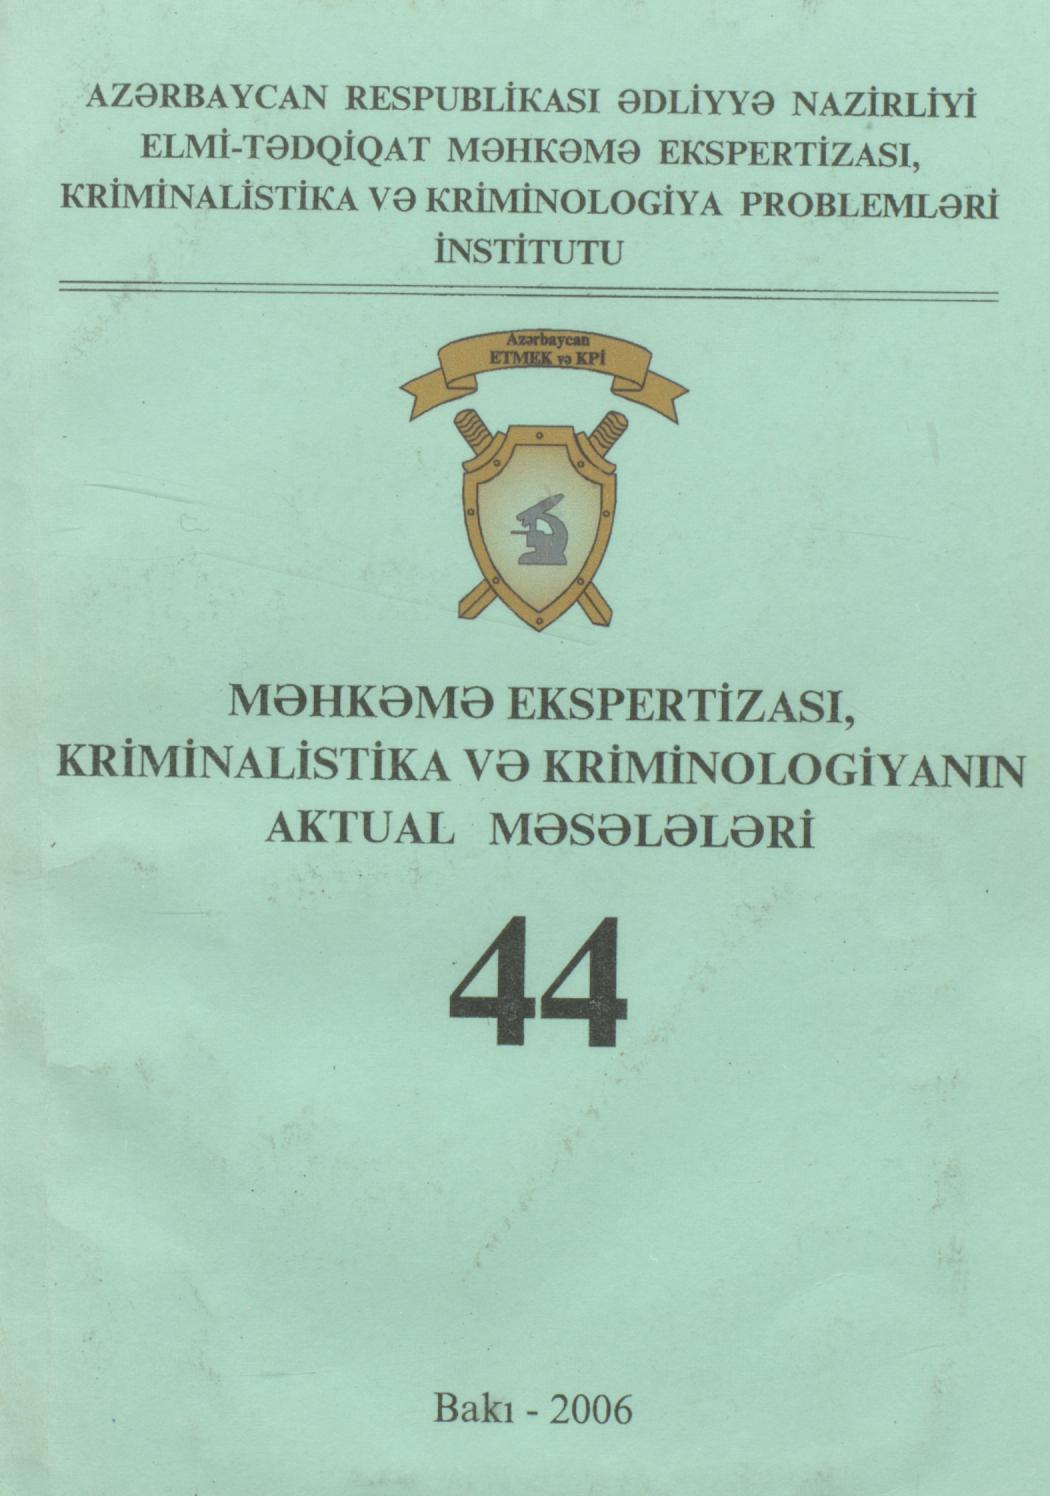 AZƏRBAYCAN RESPUBLİKASI ƏDLİYYƏ NAZİRLİYİ
ELMİ-TƏDQİQAT MƏHKƏMƏ EKSPERTİZASI,
KRİMİNALİSTİKA VƏ KRİMİNOLOGİYA PROBLEMLƏRİ
İNSTİTUTU
Azərbaycan
ETMEK və KPİ
MƏHKƏMƏ EKSPERTİZASI,
KRİMİNALİSTİKA VƏ KRİMİNOLOGİYANIN
AKTUAL MƏSƏLƏLƏRİ
44
Bakı - 2006